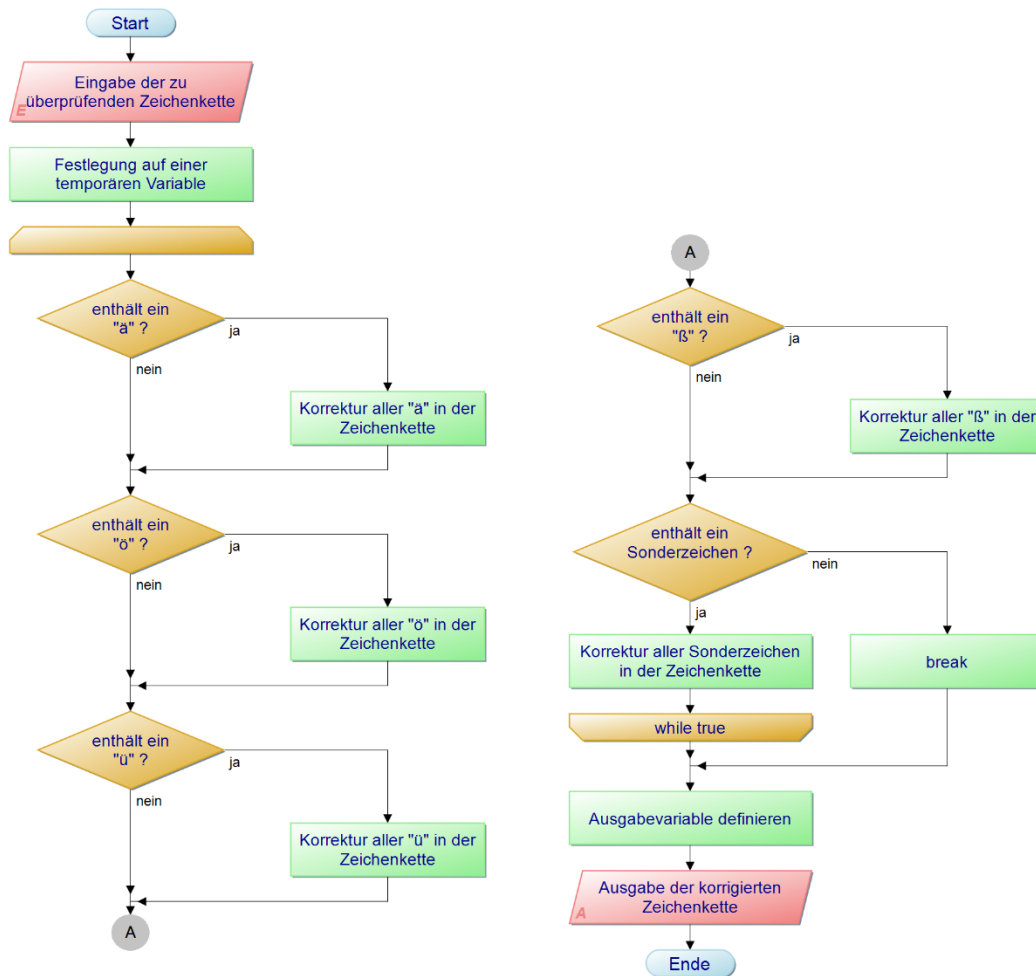 Start
Eingabe der zu
überprüfenden Zeichenkette
E
Festlegung auf einer
temporären Variable
enthält ein
"ä" ?
ja
nein
Korrektur aller "ä" in der
Zeichenkette
enthält ein
"ö" ?
ja
nein
Korrektur aller "ö" in der
Zeichenkette
enthält ein
"ü" ?
ja
nein
Korrektur aller "ü" in der
Zeichenkette
A
A
enthält ein
"ß" ?
ja
nein
Korrektur aller "ß" in der
Zeichenkette
enthält ein
Sonderzeichen ?
nein
ja
Korrektur aller Sonderzeichen
in der Zeichenkette
break
while true
Ausgabevariable definieren
Ausgabe der korrigierten
Zeichenkette
A
Ende